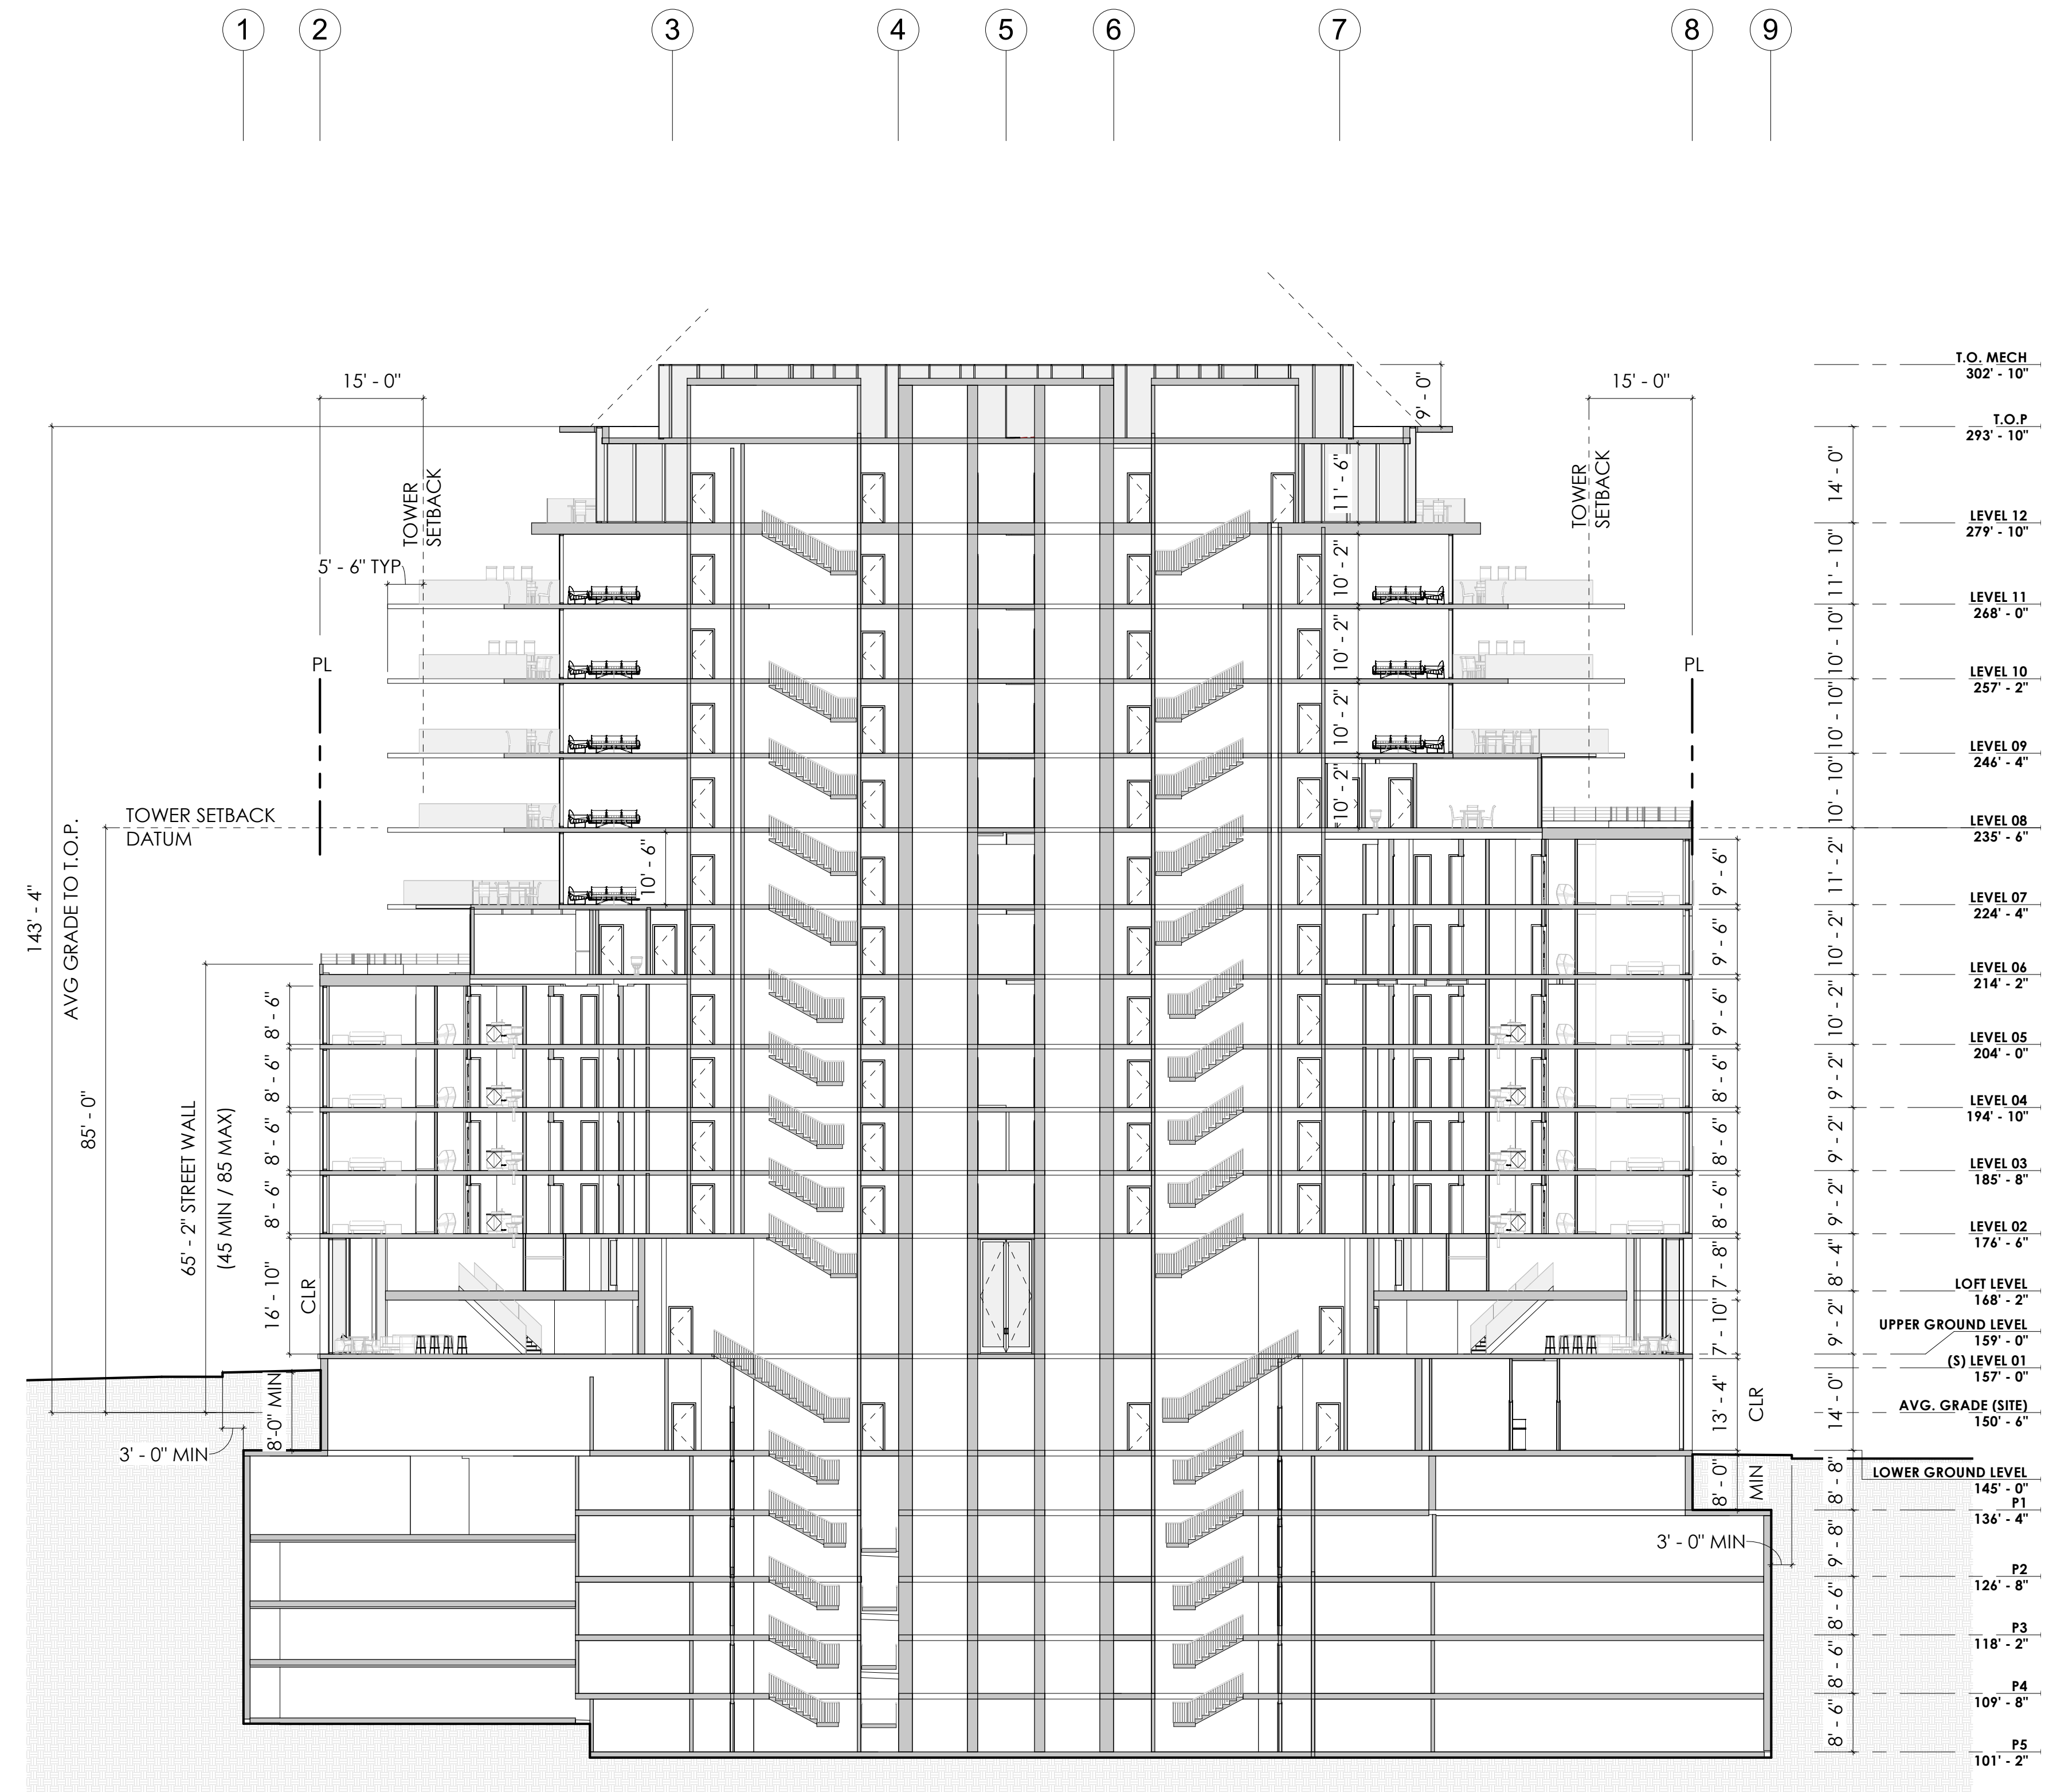 1
2
3
4
5
6
7
8
9
15' - 0"
15' - 0"
9' - 0"
TOWER
SETBACK
TOWER
SETBACK
5' - 6" TYP
PL
PL
TOWER SETBACK
DATUM
143' - 4"
AVG GRADE TO T.O.P.
85' - 0"
65' - 2" STREET WALL
(45 MIN / 85 MAX)
10' - 6"
8' - 6"
8' - 6"
8' - 6"
8' - 6"
16' - 10"
CLR
8'-0" MIN
3' - 0" MIN
11' - 6"
10' - 2"
10' - 2"
10' - 2"
10' - 2"
9' - 6"
9' - 6"
9' - 6"
8' - 6"
8' - 6"
8' - 6"
7' - 8"
7' - 10"
13' - 4"
CLR
8' - 0"
MIN
3' - 0" MIN
14' - 0"
11' - 10"
10' - 10"
10' - 10"
10' - 10"
11' - 2"
10' - 2"
10' - 2"
9' - 2"
9' - 2"
9' - 2"
8' - 4"
9' - 2"
14' - 0"
8' - 8"
9' - 8"
8' - 6"
8' - 6"
8' - 6"
T.O. MECH
302' - 10"
T.O.P
293' - 10"
LEVEL 12
279' - 10"
LEVEL 11
268' - 0"
LEVEL 10
257' - 2"
LEVEL 09
246' - 4"
LEVEL 08
235' - 6"
LEVEL 07
224' - 4"
LEVEL 06
214' - 2"
LEVEL 05
204' - 0"
LEVEL 04
194' - 10"
LEVEL 03
185' - 8"
LEVEL 02
176' - 6"
LOFT LEVEL
168' - 2"
UPPER GROUND LEVEL
159' - 0"
(S) LEVEL 01
157' - 0"
AVG. GRADE (SITE)
150' - 6"
LOWER GROUND LEVEL
145' - 0"
P1
136' - 4"
P2
126' - 8"
P3
118' - 2"
P4
109' - 8"
P5
101' - 2"